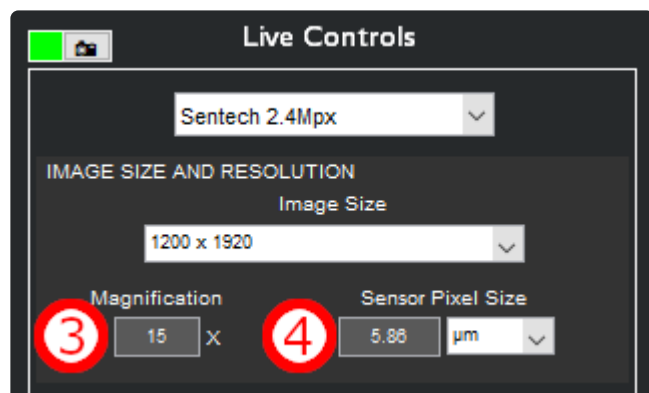 Live Controls
Sentech 2.4Mpx
IMAGE SIZE AND RESOLUTION
Image Size
1200 x 1920
Magnification Sensor Pixel Size
3 15 X 4 5.86 µm